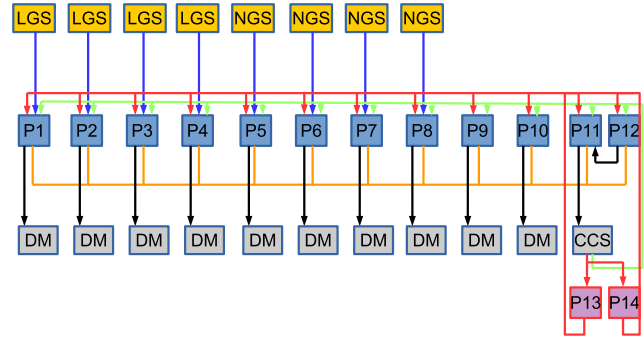 LGS LGS LGS LGS NGS NGS NGS NGS
P1 P2 P3 P4 P5 P6 P7 P8 P9 P10 P11 P12
DM DM DM DM DM DM DM DM DM DM CCS
P13 P14